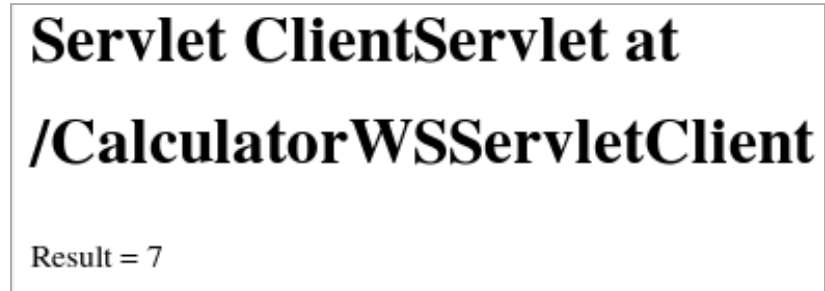 Servlet ClientServlet at
/CalculatorWSServletClient
Result = 7